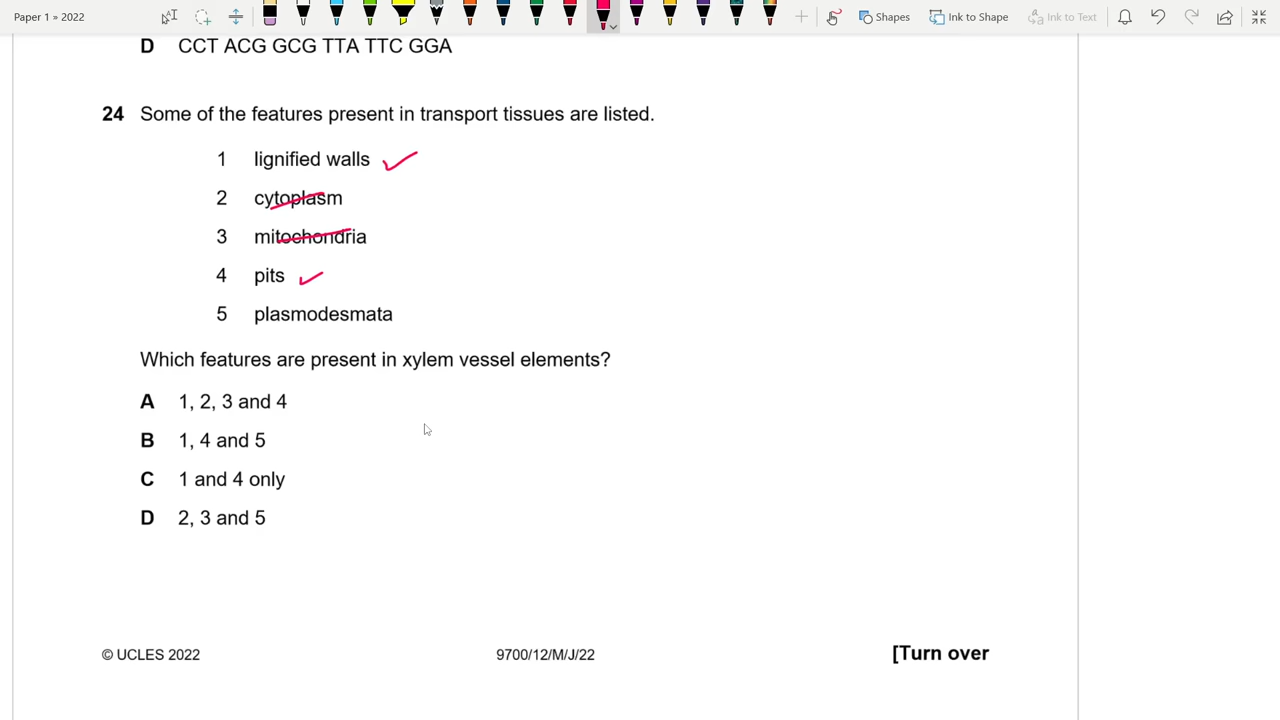 Paper 1 » 2022
Shapes
Ink to Shape
Ink to Text
D CCT ACG GCG TTA TTC GGA
24 Some of the features present in transport tissues are listed.
1 lignified walls
2 cytoplasm
3 mitochondria
4 pits
5 plasmodesmata
Which features are present in xylem vessel elements?
A 1, 2, 3 and 4
B 1, 4 and 5
C 1 and 4 only
D 2, 3 and 5
© UCLES 2022
9700/12/M/J/22
[Turn over